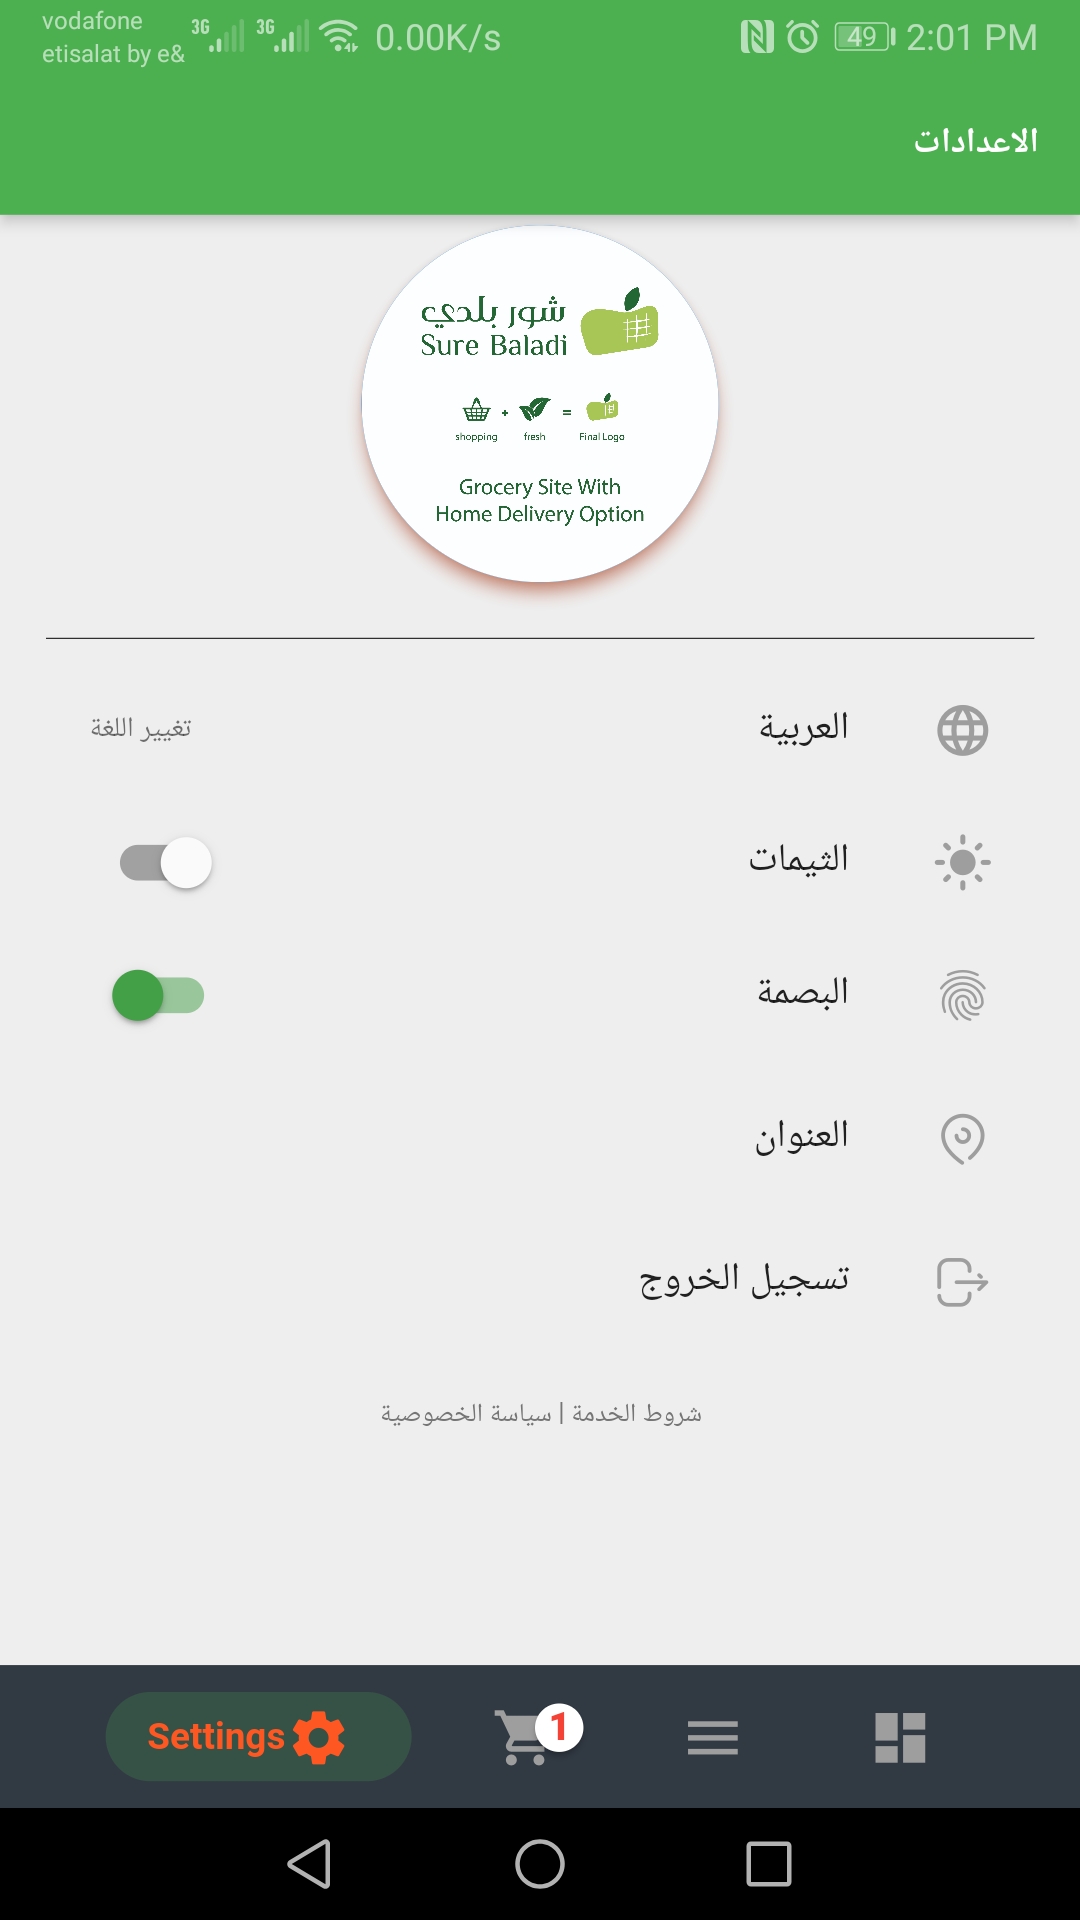 vodafone
etisalat by e&
3G
3G
0.00K/s
49
2:01 PM
الاعدادات
شور بلدي
Sure Baladi
+
=
shopping
fresh
Final Logo
Grocery Site With
Home Delivery Option
العربية
تغيير اللغة
الثيمات
البصمة
العنوان
تسجيل الخروج
شروط الخدمة | سياسة الخصوصية
Settings
1